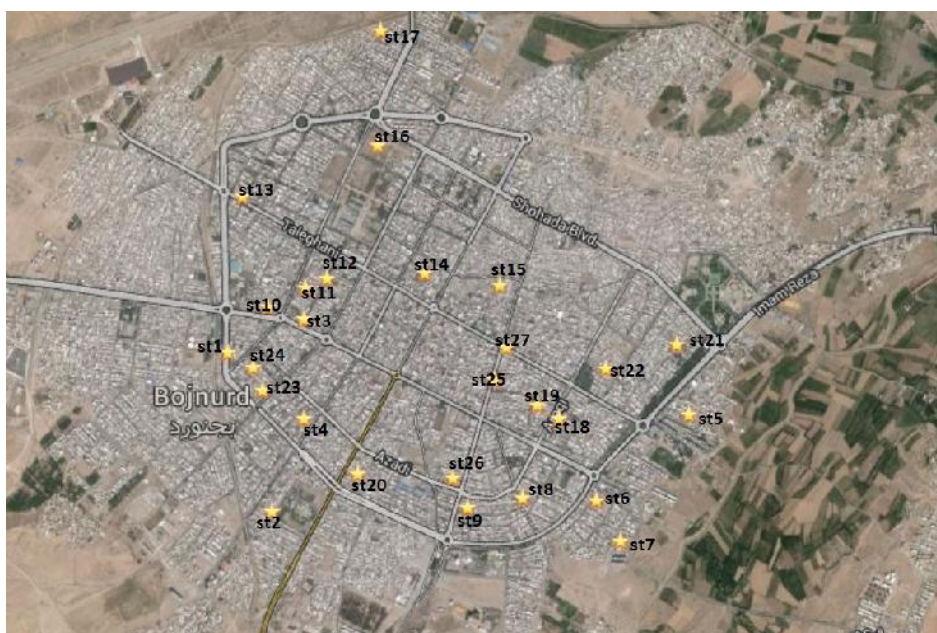 st17
st16
st13
Shohada Blvd
Taleghani
st12
st14
st15
st11
Imam Reza
st10
st3
st1
st24
st27
st21
st22
st23
st25
Bojnurd
بجنورد
st4
st19
st18
st5
Azadi
st20
st26
st8
st6
st9
st2
st7